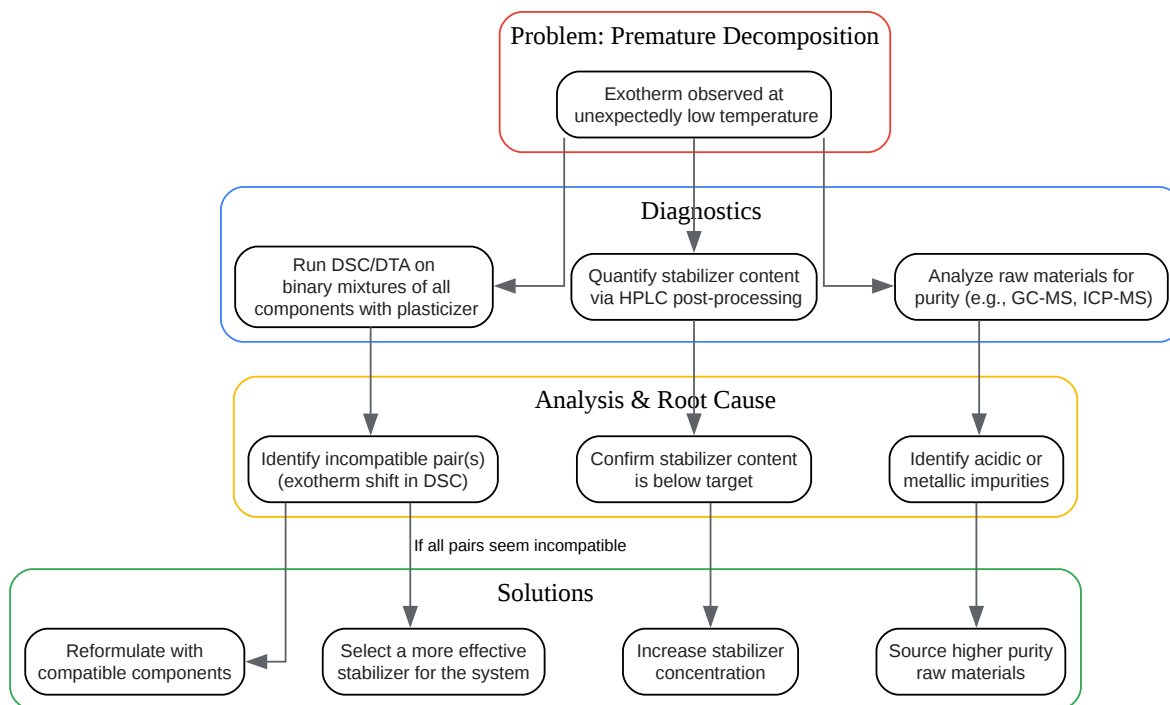 Problem: Premature Decomposition
Exotherm observed at
unexpectedly low temperature
Diagnostics
Run DSC/DTA on
binary mixtures of all
components with plasticizer
Quantify stabilizer content
via HPLC post-processing
Analyze raw materials for
purity (e.g., GC-MS, ICP-MS)
Analysis & Root Cause
Identify incompatible pair(s)
(exotherm shift in DSC)
Confirm stabilizer content
is below target
Identify acidic or
metallic impurities
If all pairs seem incompatible
Solutions
Reformulate with
compatible components
Select a more effective
stabilizer for the system
Increase stabilizer
concentration
Source higher purity
raw materials